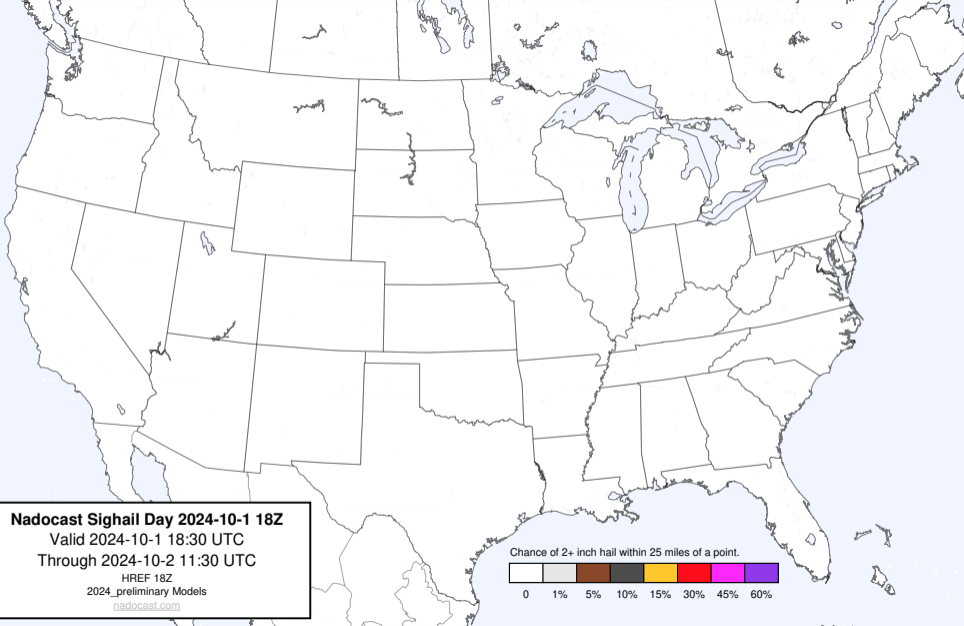 Nadocast Sighail Day 2024-10-1 18Z
Valid 2024-10-1 18:30 UTC
Through 2024-10-2 11:30 UTC
HREF 18Z
2024_preliminary Models
nadocast.com
Chance of 2+ inch hail within 25 miles of a point.
0 1% 5% 10% 15% 30% 45% 60%